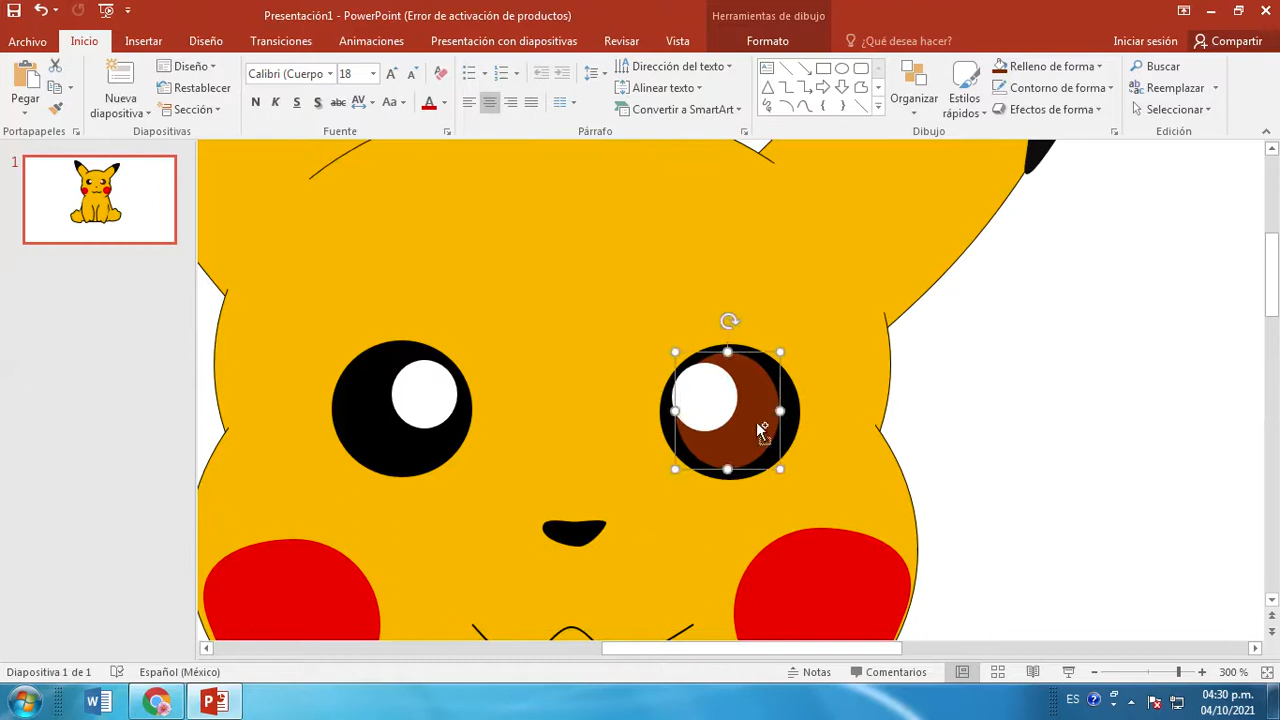 Presentación1 - PowerPoint (Error de activación de productos)
Herramientas de dibujo
Archivo Inicio Insertar Diseño Transiciones Animaciones Presentación con diapositivas Revisar Vista Formato ¿Qué desea hacer? Iniciar sesión Compartir
Pegar
Nueva diapositiva
Diseño
Restablecer
Sección
Calibri (Cuerpo 18
N K S S abc AV Aa A
Dirección del texto
Alinear texto
Convertir a SmartArt
Organizar
Estilos rápidos
Relleno de forma
Contorno de forma
Efectos de forma
Buscar
Reemplazar
Seleccionar
Portapapeles Diapositivas Fuente Párrafo Dibujo Edición
1
Diapositiva 1 de 1 Español (México) Notas Comentarios 300 %
ES 04:30 p.m.
04/10/2021